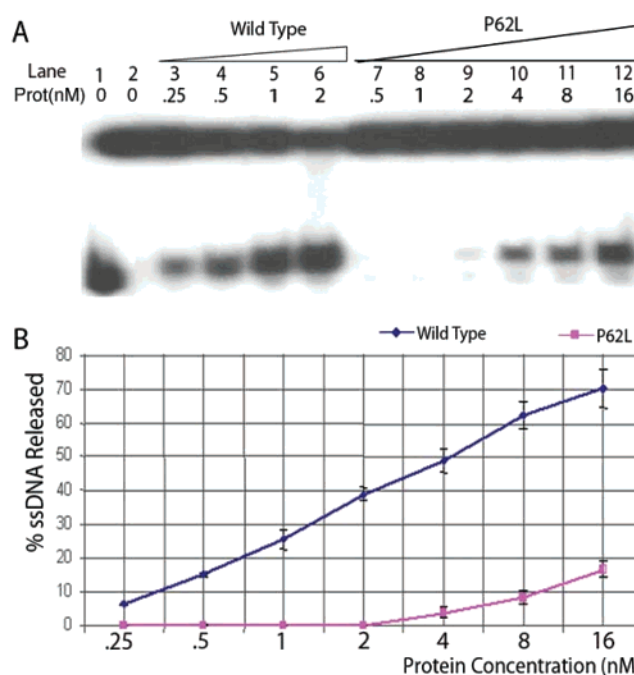 A
Wild Type
P62L
Lane 1 2 3 4 5 6 7 8 9 10 11 12
Prot(nM) 0 0 .25 .5 1 2 .5 1 2 4 8 16
B
Wild Type
P62L
80
70
60
50
40
30
20
10
0
% ssDNA Released
.25 .5 1 2 4 8 16
Protein Concentration (nM